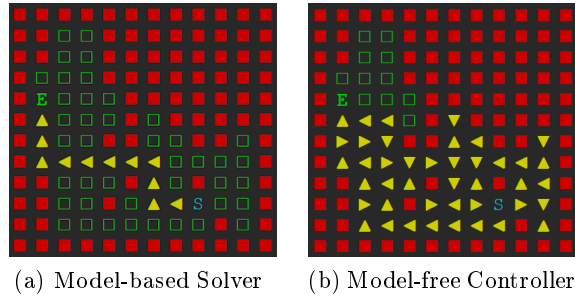 E
S
E
S
(a) Model-based Solver
(b) Model-free Controller